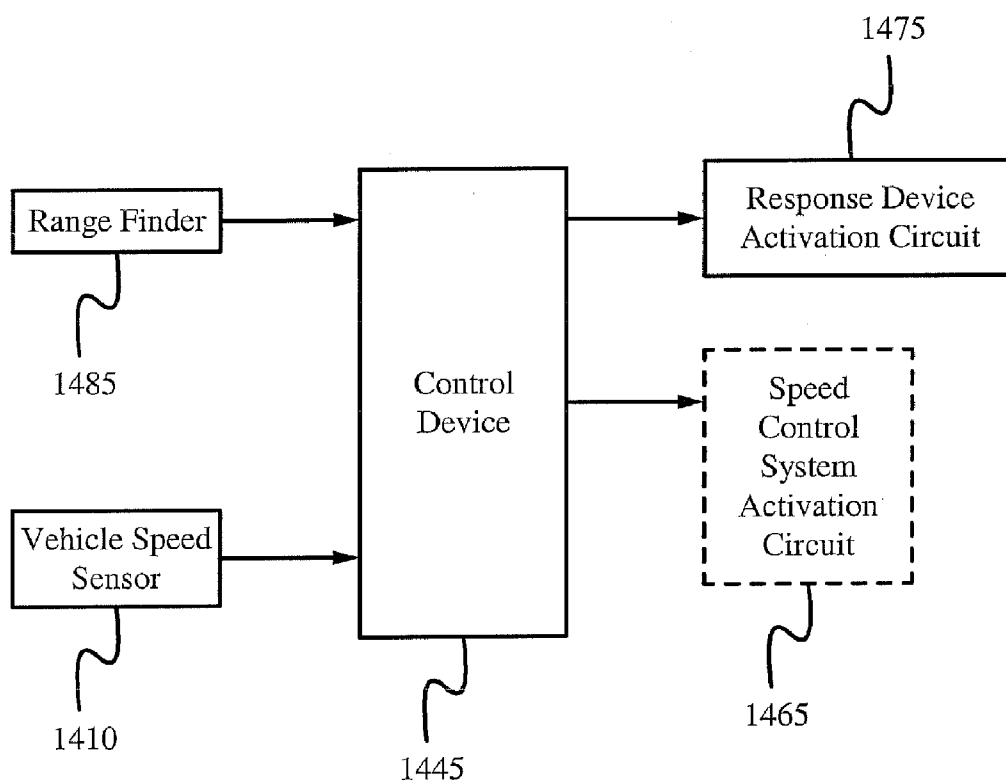 1475
Range Finder
Response Device
Activation Circuit
1485
Control
Device
Speed
Control
System
Activation
Circuit
Vehicle Speed
Sensor
1410
1445
1465